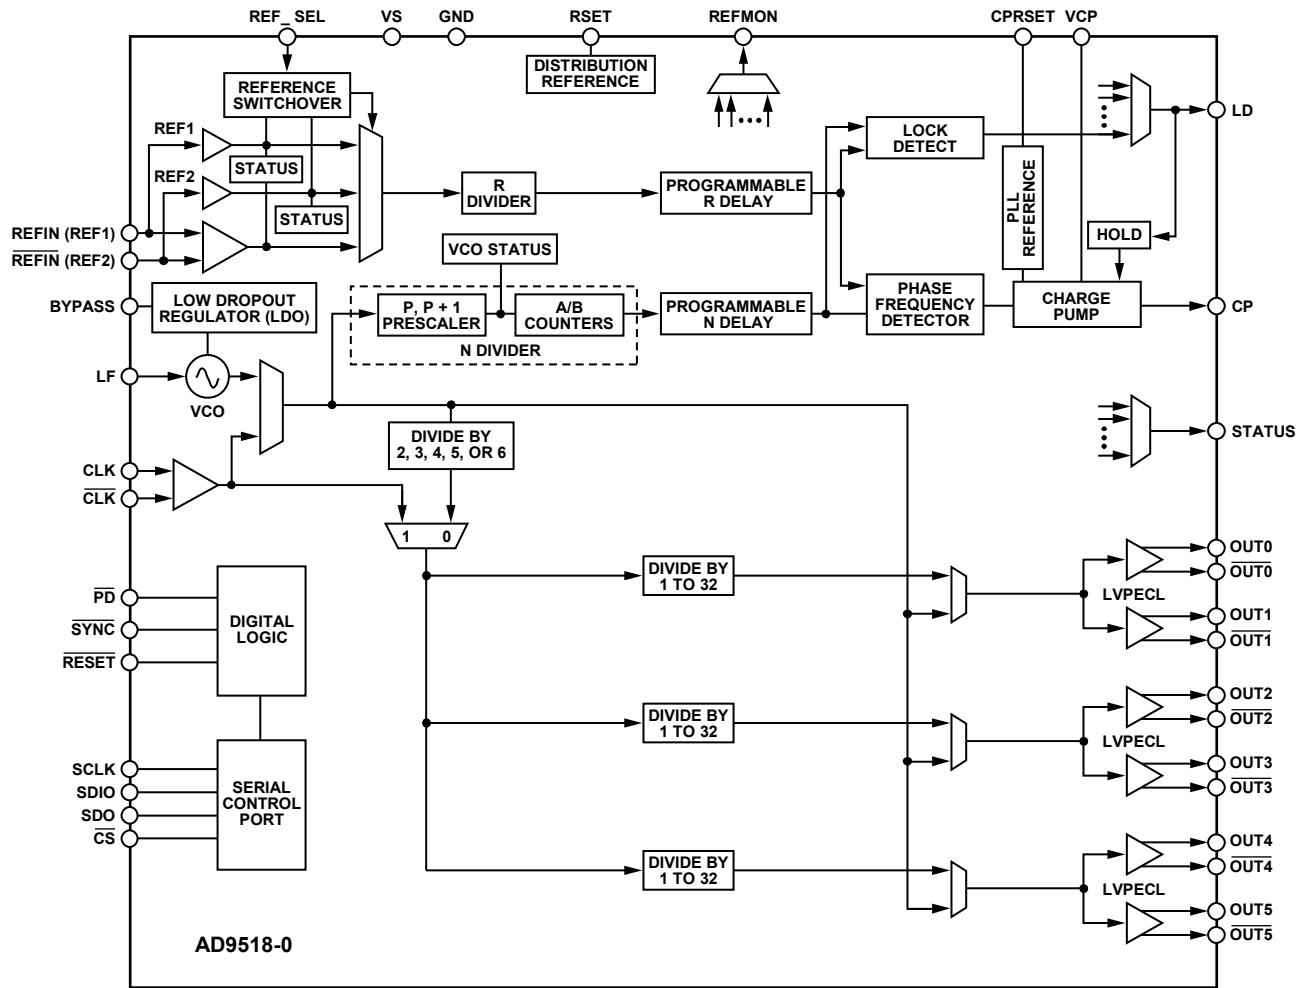 REF_SEL
VS
GND
RSET
REFMON
CPRSET
VCP
DISTRIBUTION
REFERENCE
REFERENCE
SWITCHOVER
REF1
STATUS
REF2
STATUS
R
DIVIDER
PROGRAMMABLE
R DELAY
LOCK
DETECT
LD
PLL
REFERENCE
HOLD
REFIN (REF1)
REFIN (REF2)
VCO STATUS
BYPASS
LOW DROPOUT
REGULATOR (LDO)
P, P + 1
PRESCALER
A/B
COUNTERS
N DIVIDER
PROGRAMMABLE
N DELAY
PHASE
FREQUENCY
DETECTOR
CHARGE
PUMP
CP
LF
VCO
DIVIDE BY
2, 3, 4, 5, OR 6
STATUS
CLK
CLK
1
0
PD
SYNC
RESET
DIGITAL
LOGIC
DIVIDE BY
1 TO 32
LVPECL
OUT0
OUT0
OUT1
OUT1
DIVIDE BY
1 TO 32
LVPECL
OUT2
OUT2
OUT3
OUT3
SCLK
SDIO
SDO
CS
SERIAL
CONTROL
PORT
DIVIDE BY
1 TO 32
LVPECL
OUT4
OUT4
OUT5
OUT5
AD9518-0